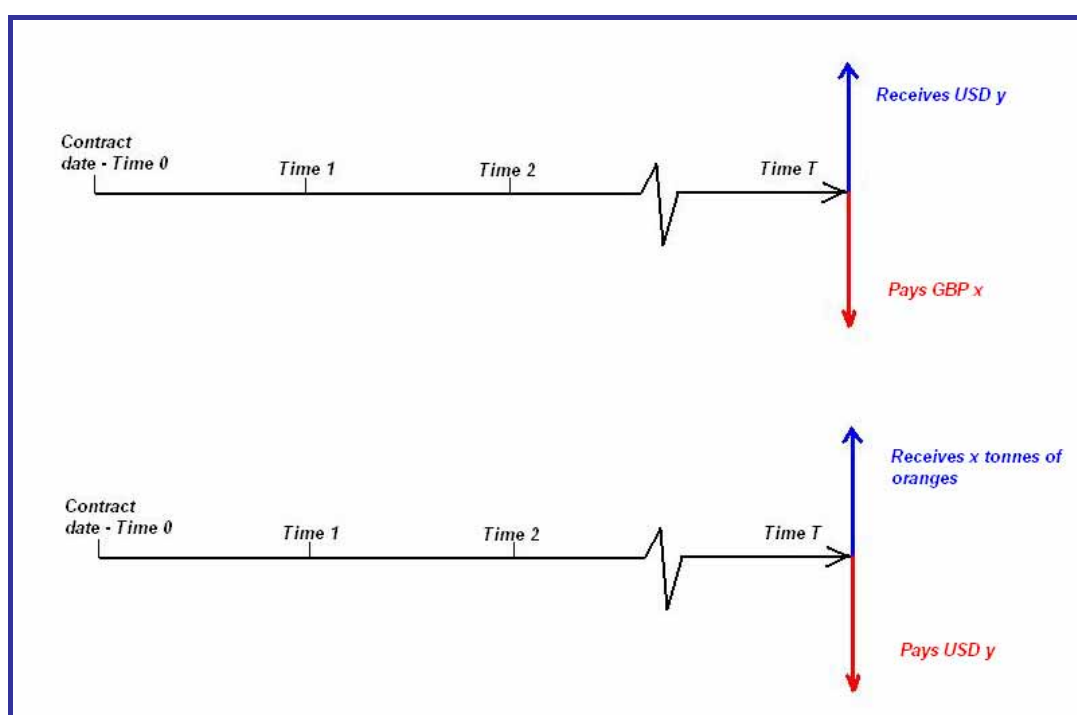 Receives USD y
Contract
date - Time 0
Time 1
Time 2
Time T
Pays GBP x
Receives x tonnes of
oranges
Contract
date - Time 0
Time 1
Time 2
Time T
Pays USD y